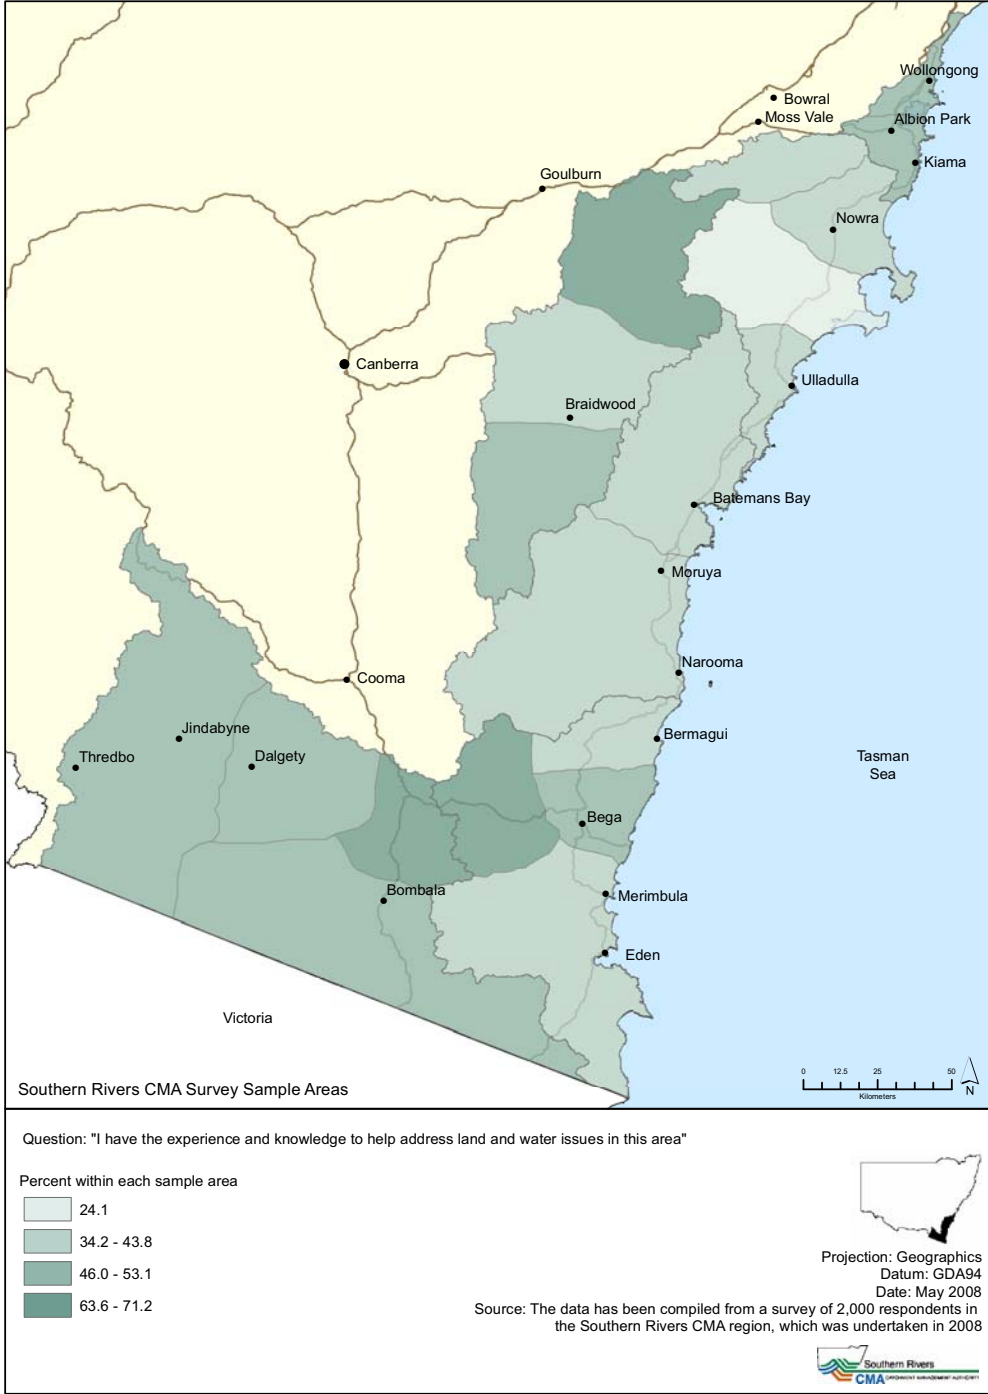 Wollongong
Bowral
Moss Vale
Albion Park
Kiama
Goulburn
Nowra
Canberra
Ulladulla
Braidwood
Batemans Bay
Moruya
Narooma
Cooma
Jindabyne
Bermagui
Thredbo
Dalgety
Tasman
Sea
Bega
Bombala
Merimbula
Eden
Victoria
0 12.5 25 50
Kilometers
N
Southern Rivers CMA Survey Sample Areas
Question: "I have the experience and knowledge to help address land and water issues in this area"
Percent within each sample area
24.1
34.2 - 43.8
46.0 - 53.1
63.6 - 71.2
Projection: Geographics
Datum: GDA94
Date: May 2008
Source: The data has been compiled from a survey of 2,000 respondents in
the Southern Rivers CMA region, which was undertaken in 2008
Southern Rivers
CMA CATCHMENT MANAGEMENT AUTHORITY